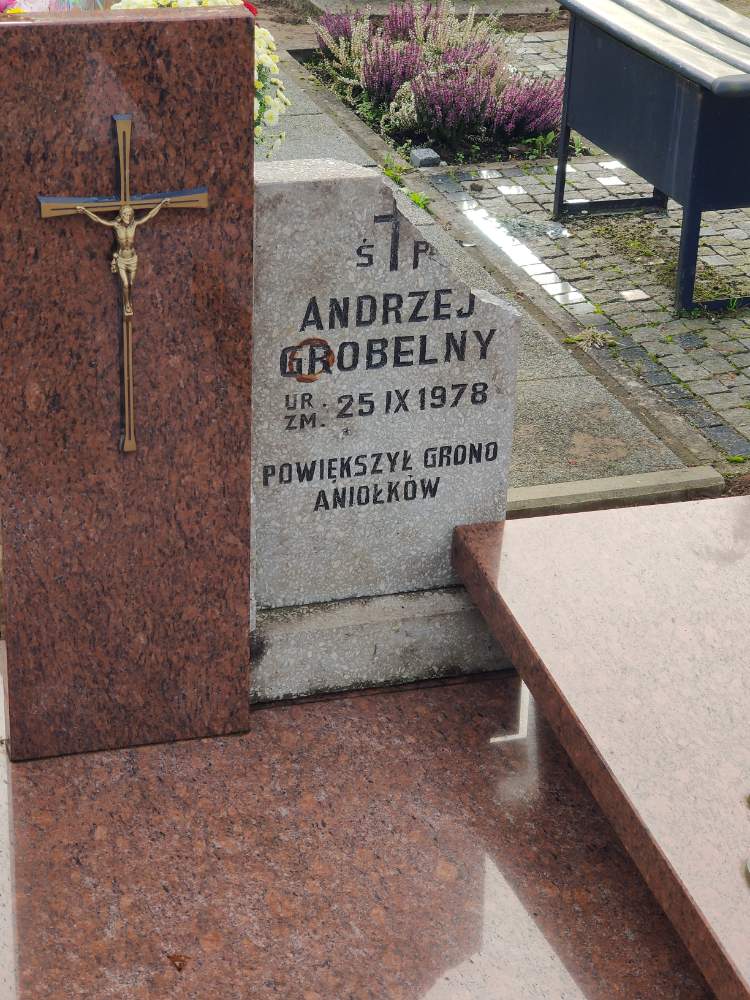 Ś P
ANDRZEJ
GROBELNY
UR. 
ZM. 25 IX 1978
POWIĘKSZYŁ GRONO
ANIOŁKÓW